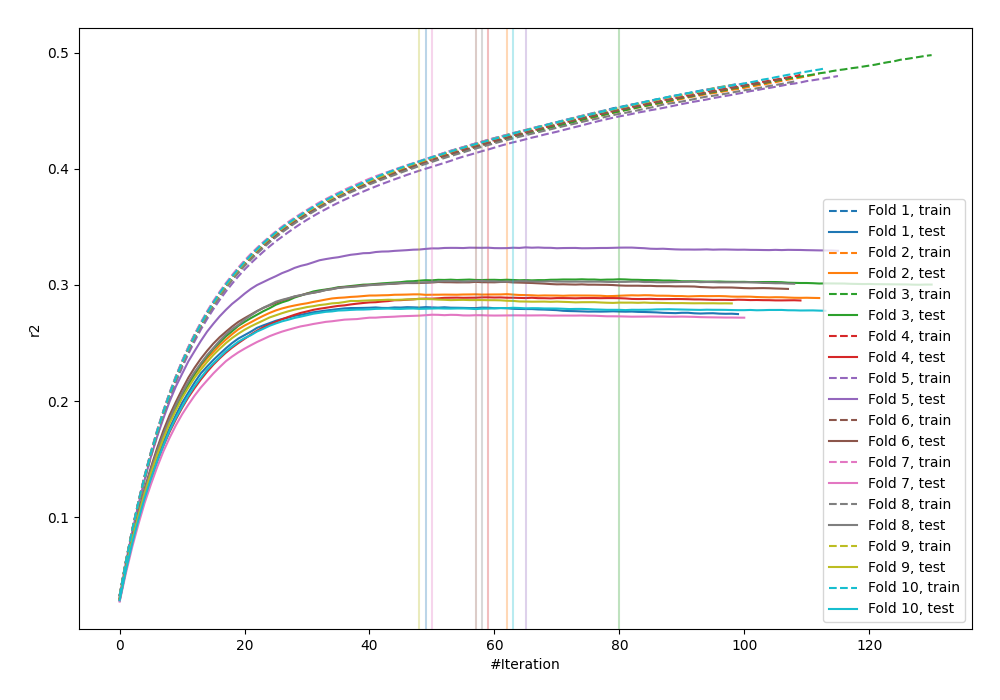 0.5
0.4
0.3
0.2
0.1
r2
0
20
40
60
80
100
120
#Iteration
Fold 1, train
Fold 1, test
Fold 2, train
Fold 2, test
Fold 3, train
Fold 3, test
Fold 4, train
Fold 4, test
Fold 5, train
Fold 5, test
Fold 6, train
Fold 6, test
Fold 7, train
Fold 7, test
Fold 8, train
Fold 8, test
Fold 9, train
Fold 9, test
Fold 10, train
Fold 10, test